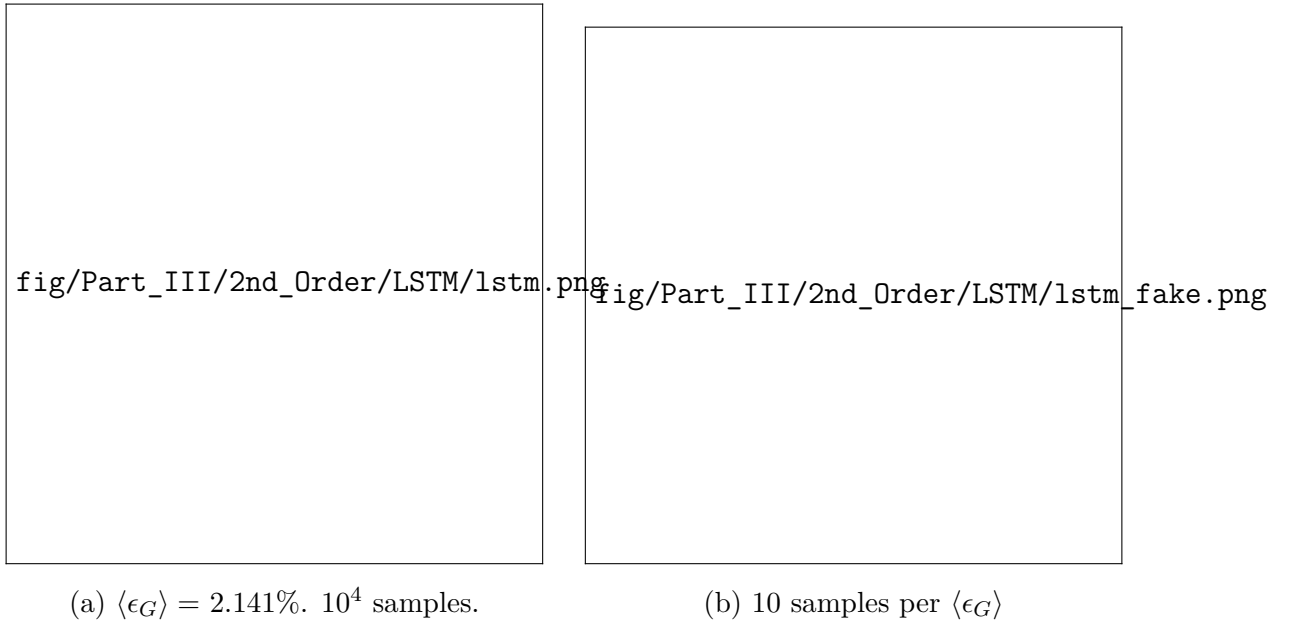 fig/Part_III/2nd_Order/LSTM/lstm.png
fig/Part_III/2nd_Order/LSTM/lstm_fake.png
(a) ⟨ϵ_G⟩ = 2.141%. 10^4 samples.
(b) 10 samples per ⟨ϵ_G⟩